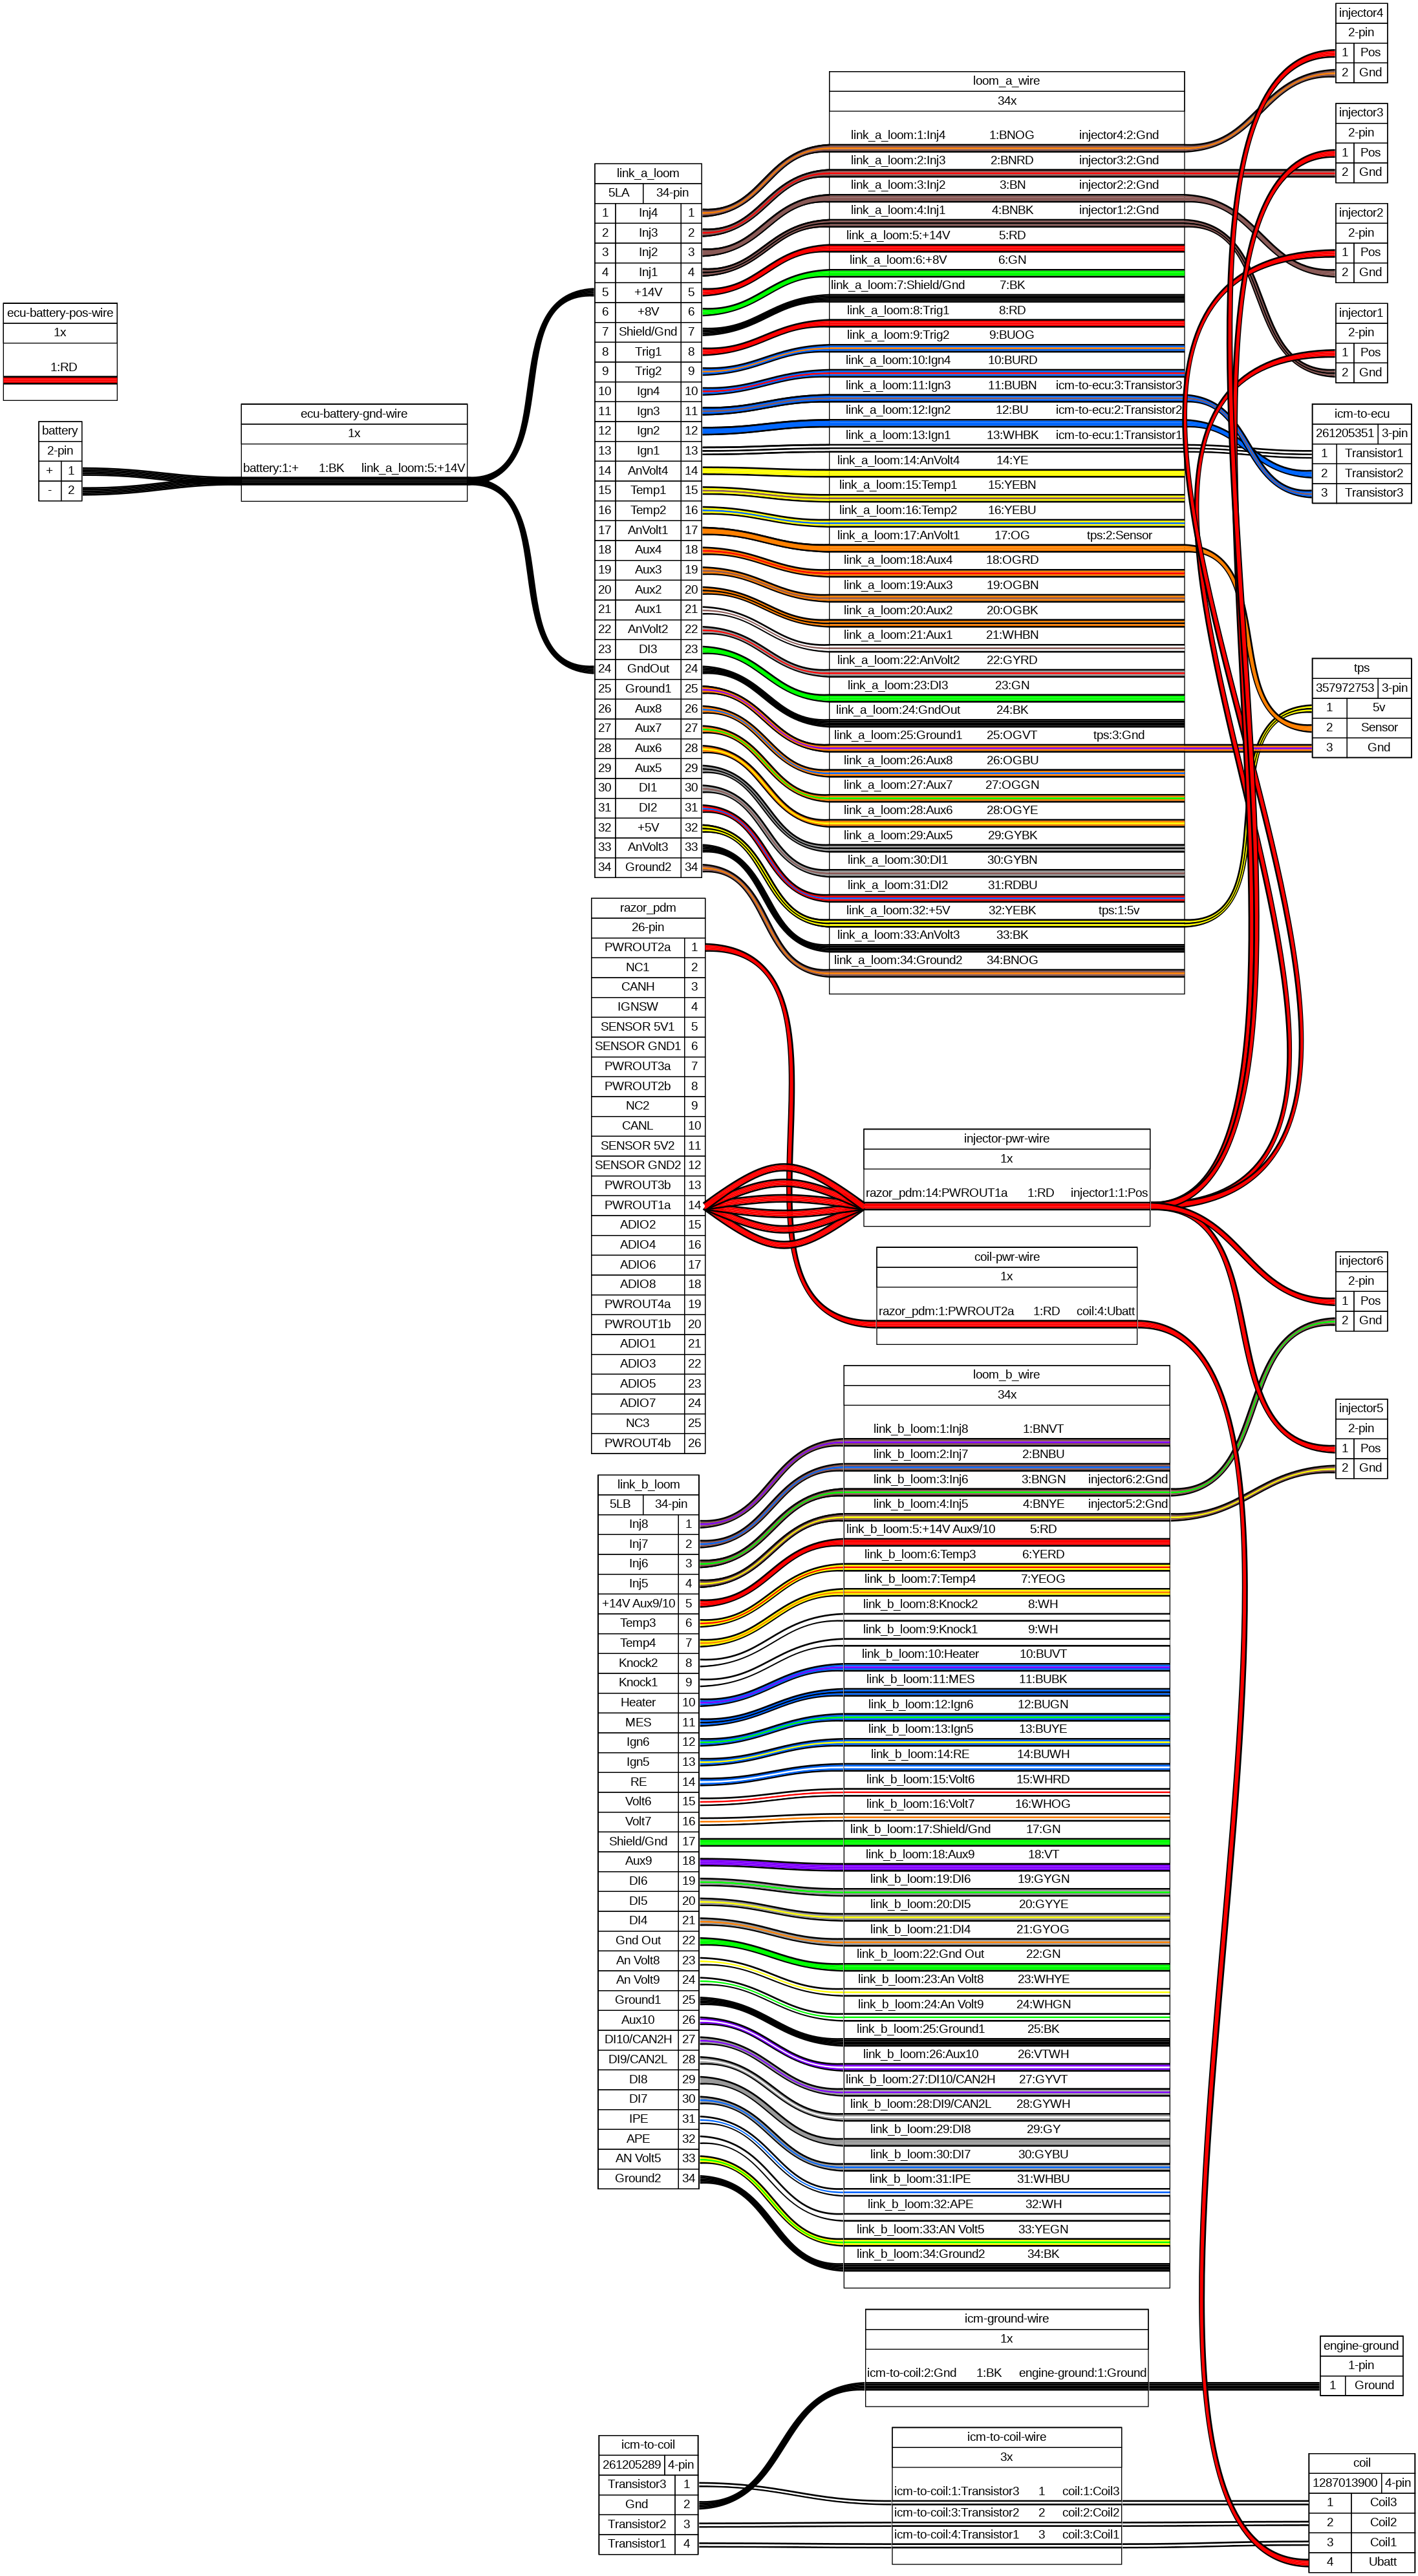 ecu-battery-pos-wire
1x
1:RD
battery
2-pin
+ 1
- 2
ecu-battery-gnd-wire
1x
battery:1:+ 1:BK link_a_loom:5:+14V
link_a_loom
5LA 34-pin
1 Inj4 1
2 Inj3 2
3 Inj2 3
4 Inj1 4
5 +14V 5
6 +8V 6
7 Shield/Gnd 7
8 Trig1 8
9 Trig2 9
10 Ign4 10
11 Ign3 11
12 Ign2 12
13 Ign1 13
14 AnVolt4 14
15 Temp1 15
16 Temp2 16
17 AnVolt1 17
18 Aux4 18
19 Aux3 19
20 Aux2 20
21 Aux1 21
22 AnVolt2 22
23 DI3 23
24 GndOut 24
25 Ground1 25
26 Aux8 26
27 Aux7 27
28 Aux6 28
29 Aux5 29
30 DI1 30
31 DI2 31
32 +5V 32
33 AnVolt3 33
34 Ground2 34
razor_pdm
26-pin
PWROUT2a 1
NC1 2
CANH 3
IGNSW 4
SENSOR 5V1 5
SENSOR GND1 6
PWROUT3a 7
PWROUT2b 8
NC2 9
CANL 10
SENSOR 5V2 11
SENSOR GND2 12
PWROUT3b 13
PWROUT1a 14
ADIO2 15
ADIO4 16
ADIO6 17
ADIO8 18
PWROUT4a 19
PWROUT1b 20
ADIO1 21
ADIO3 22
ADIO5 23
ADIO7 24
NC3 25
PWROUT4b 26
link_b_loom
5LB 34-pin
Inj8 1
Inj7 2
Inj6 3
Inj5 4
+14V Aux9/10 5
Temp3 6
Temp4 7
Knock2 8
Knock1 9
Heater 10
MES 11
Ign6 12
Ign5 13
RE 14
Volt6 15
Volt7 16
Shield/Gnd 17
Aux9 18
DI6 19
DI5 20
DI4 21
Gnd Out 22
An Volt8 23
An Volt9 24
Ground1 25
Aux10 26
DI10/CAN2H 27
DI9/CAN2L 28
DI8 29
DI7 30
IPE 31
APE 32
AN Volt5 33
Ground2 34
icm-to-coil
261205289 4-pin
Transistor3 1
Gnd 2
Transistor2 3
Transistor1 4
loom_a_wire
34x
link_a_loom:1:Inj4 1:BNOG injector4:2:Gnd
link_a_loom:2:Inj3 2:BNRD injector3:2:Gnd
link_a_loom:3:Inj2 3:BN injector2:2:Gnd
link_a_loom:4:Inj1 4:BNBK injector1:2:Gnd
link_a_loom:5:+14V 5:RD
link_a_loom:6:+8V 6:GN
link_a_loom:7:Shield/Gnd 7:BK
link_a_loom:8:Trig1 8:RD
link_a_loom:9:Trig2 9:BUOG
link_a_loom:10:Ign4 10:BURD
link_a_loom:11:Ign3 11:BUBN icm-to-ecu:3:Transistor3
link_a_loom:12:Ign2 12:BU icm-to-ecu:2:Transistor2
link_a_loom:13:Ign1 13:WHBK icm-to-ecu:1:Transistor1
link_a_loom:14:AnVolt4 14:YE
link_a_loom:15:Temp1 15:YEBN
link_a_loom:16:Temp2 16:YEBU
link_a_loom:17:AnVolt1 17:OG tps:2:Sensor
link_a_loom:18:Aux4 18:OGRD
link_a_loom:19:Aux3 19:OGBN
link_a_loom:20:Aux2 20:OGBK
link_a_loom:21:Aux1 21:WHBN
link_a_loom:22:AnVolt2 22:GYRD
link_a_loom:23:DI3 23:GN
link_a_loom:24:GndOut 24:BK
link_a_loom:25:Ground1 25:OGVT tps:3:Gnd
link_a_loom:26:Aux8 26:OGBU
link_a_loom:27:Aux7 27:OGGN
link_a_loom:28:Aux6 28:OGYE
link_a_loom:29:Aux5 29:GYBK
link_a_loom:30:DI1 30:GYBN
link_a_loom:31:DI2 31:RDBU
link_a_loom:32:+5V 32:YEBK tps:1:5v
link_a_loom:33:AnVolt3 33:BK
link_a_loom:34:Ground2 34:BNOG
injector-pwr-wire
1x
razor_pdm:14:PWROUT1a 1:RD injector1:1:Pos
coil-pwr-wire
1x
razor_pdm:1:PWROUT2a 1:RD coil:4:Ubatt
loom_b_wire
34x
link_b_loom:1:Inj8 1:BNVT
link_b_loom:2:Inj7 2:BNBU
link_b_loom:3:Inj6 3:BNGN injector6:2:Gnd
link_b_loom:4:Inj5 4:BNYE injector5:2:Gnd
link_b_loom:5:+14V Aux9/10 5:RD
link_b_loom:6:Temp3 6:YERD
link_b_loom:7:Temp4 7:YEOG
link_b_loom:8:Knock2 8:WH
link_b_loom:9:Knock1 9:WH
link_b_loom:10:Heater 10:BUVT
link_b_loom:11:MES 11:BUBK
link_b_loom:12:Ign6 12:BUGN
link_b_loom:13:Ign5 13:BUYE
link_b_loom:14:RE 14:BUWH
link_b_loom:15:Volt6 15:WHRD
link_b_loom:16:Volt7 16:WHOG
link_b_loom:17:Shield/Gnd 17:GN
link_b_loom:18:Aux9 18:VT
link_b_loom:19:DI6 19:GYGN
link_b_loom:20:DI5 20:GYYE
link_b_loom:21:DI4 21:GYOG
link_b_loom:22:Gnd Out 22:GN
link_b_loom:23:An Volt8 23:WHYE
link_b_loom:24:An Volt9 24:WHGN
link_b_loom:25:Ground1 25:BK
link_b_loom:26:Aux10 26:VTWH
link_b_loom:27:DI10/CAN2H 27:GYVT
link_b_loom:28:DI9/CAN2L 28:GYWH
link_b_loom:29:DI8 29:GY
link_b_loom:30:DI7 30:GYBU
link_b_loom:31:IPE 31:WHBU
link_b_loom:32:APE 32:WH
link_b_loom:33:AN Volt5 33:YEGN
link_b_loom:34:Ground2 34:BK
icm-ground-wire
1x
icm-to-coil:2:Gnd 1:BK engine-ground:1:Ground
icm-to-coil-wire
3x
icm-to-coil:1:Transistor3 1 coil:1:Coil3
icm-to-coil:3:Transistor2 2 coil:2:Coil2
icm-to-coil:4:Transistor1 3 coil:3:Coil1
injector4
2-pin
1 Pos
2 Gnd
injector3
2-pin
1 Pos
2 Gnd
injector2
2-pin
1 Pos
2 Gnd
injector1
2-pin
1 Pos
2 Gnd
icm-to-ecu
261205351 3-pin
1 Transistor1
2 Transistor2
3 Transistor3
tps
357972753 3-pin
1 5v
2 Sensor
3 Gnd
injector6
2-pin
1 Pos
2 Gnd
injector5
2-pin
1 Pos
2 Gnd
engine-ground
1-pin
1 Ground
coil
1287013900 4-pin
1 Coil3
2 Coil2
3 Coil1
4 Ubatt